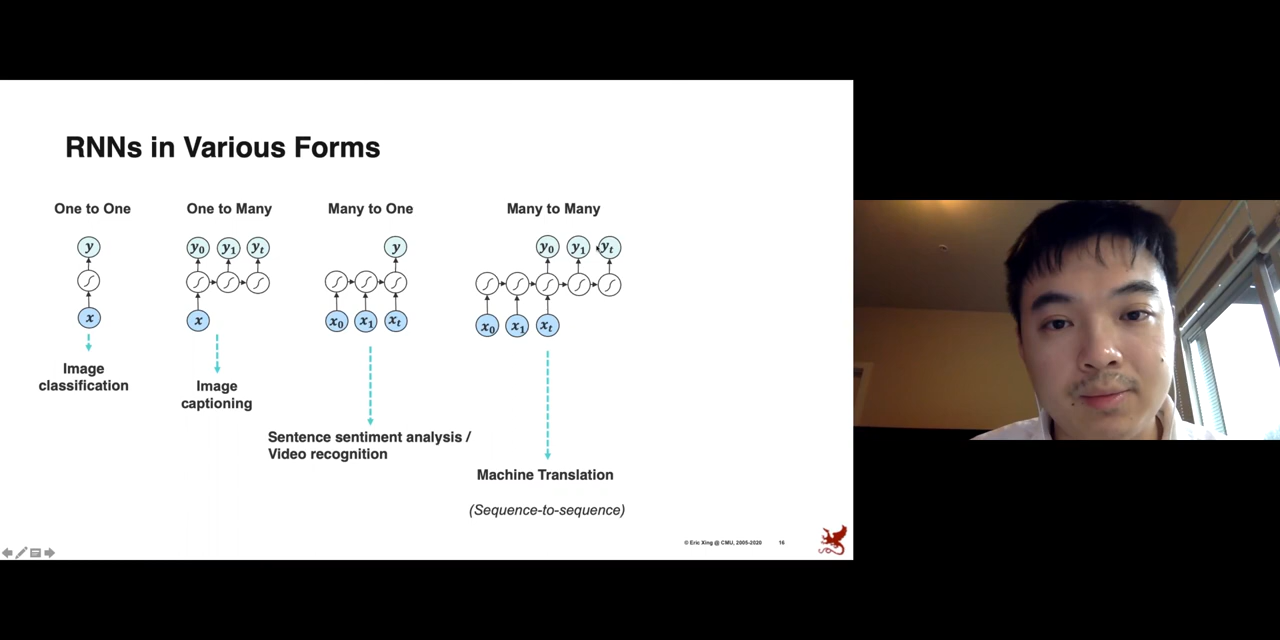 RNNs in Various Forms
One to One
One to Many
Many to One
Many to Many
y
y0 y1 yt
y
y0 y1 yt
x
x
x0 x1 xt
x0 x1 xt
Image
classification
Image
captioning
Sentence sentiment analysis /
Video recognition
Machine Translation
(Sequence-to-sequence)
© Eric Xing @ CMU, 2005-2020
16